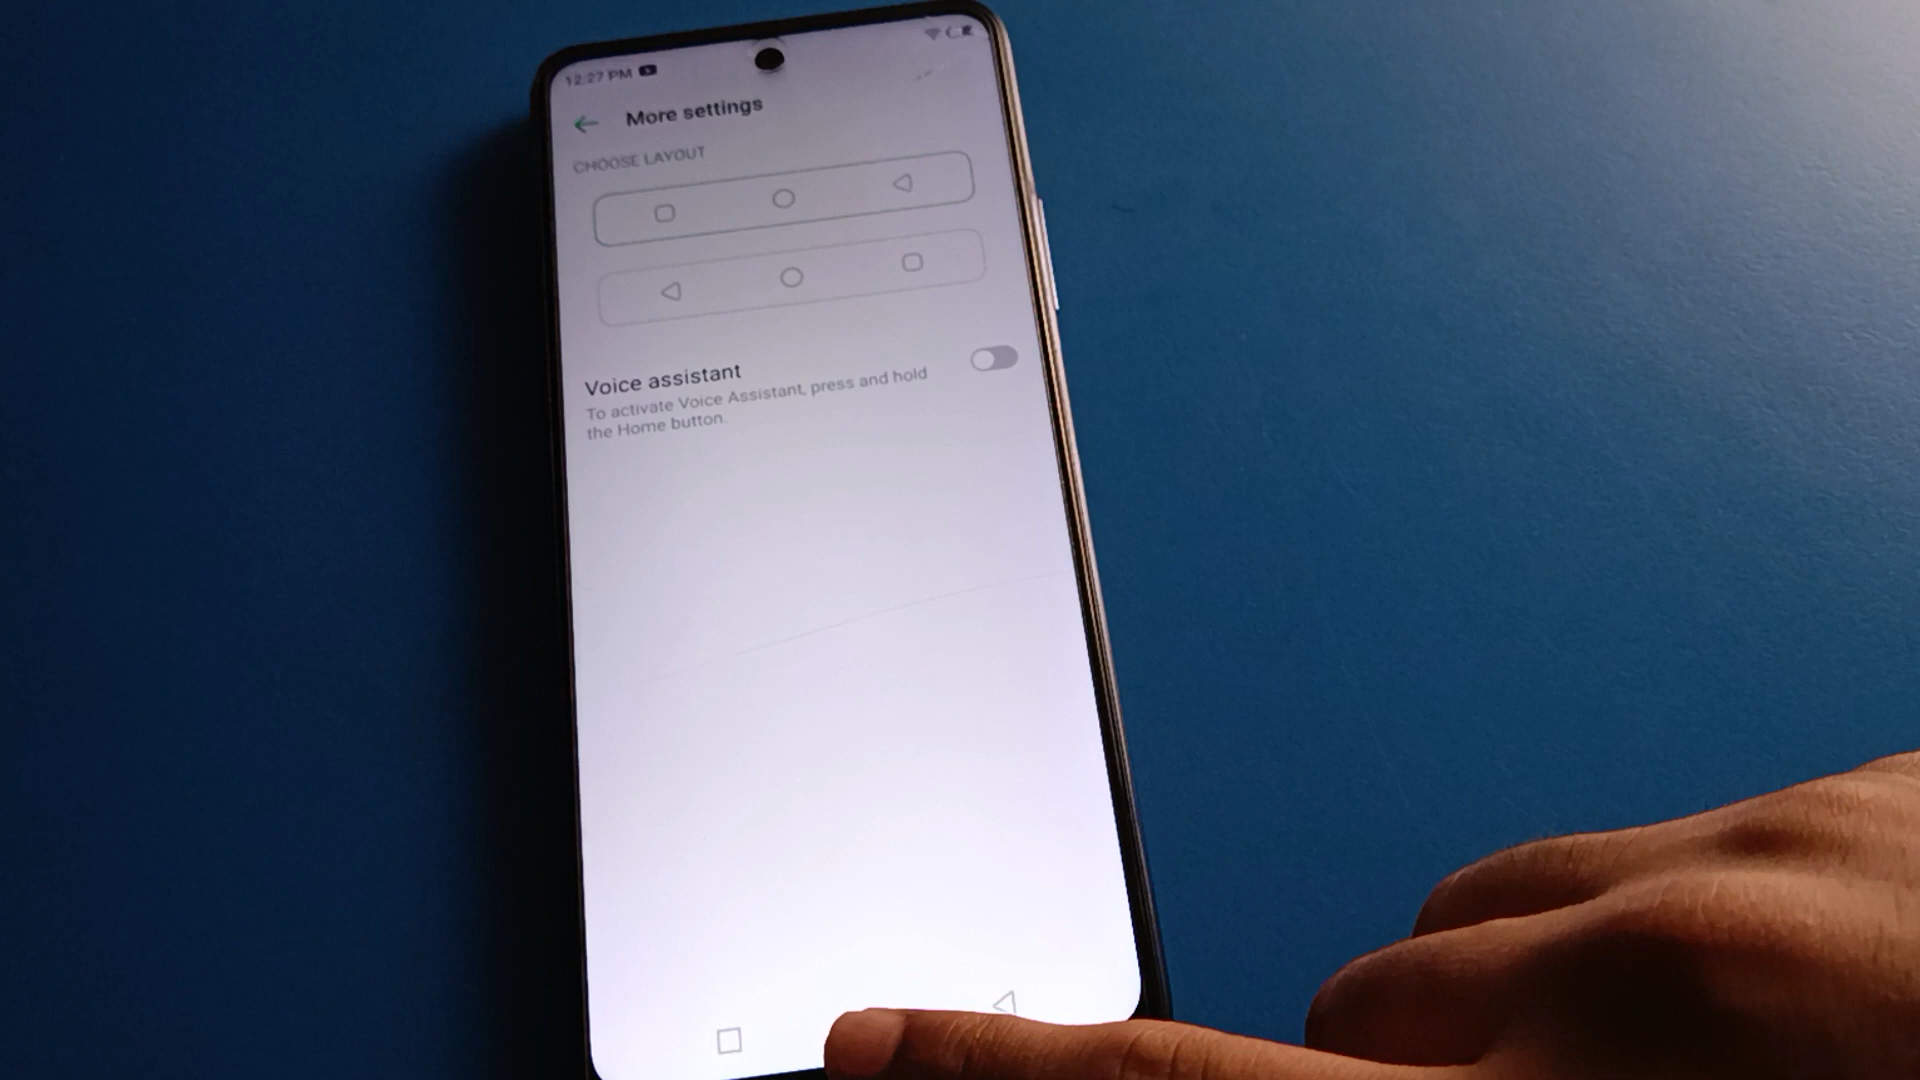 12:27 PM
More settings
CHOOSE LAYOUT
Voice assistant
To activate Voice Assistant, press and hold
the Home button.